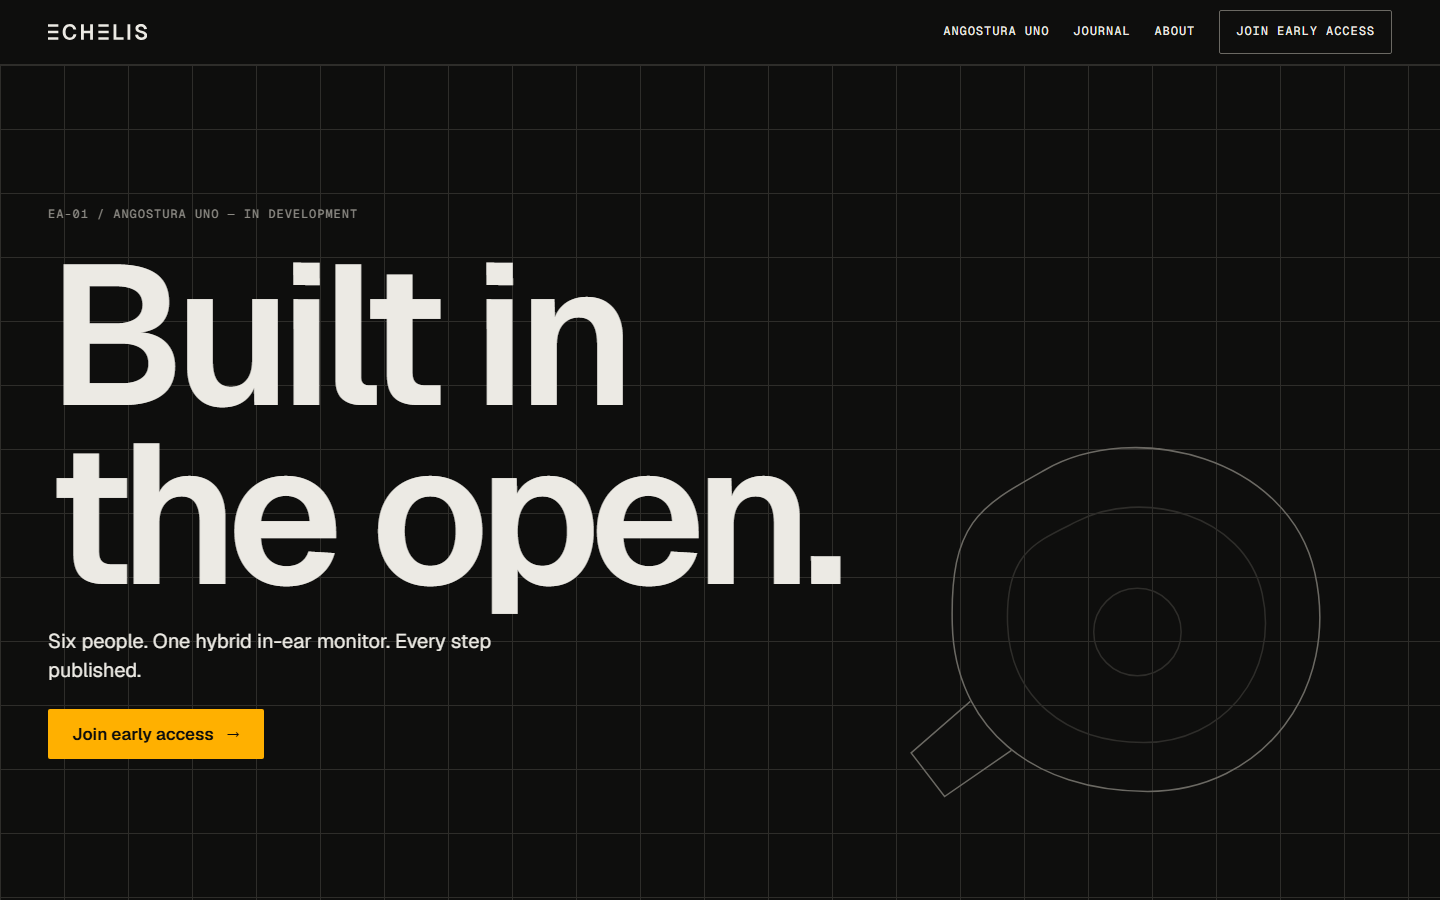 ECHELIS
ANGOSTURA UNO
JOURNAL
ABOUT
JOIN EARLY ACCESS
EA-01 / ANGOSTURA UNO — IN DEVELOPMENT
Built in
the open.
Six people. One hybrid in-ear monitor. Every step
published.
Join early access →